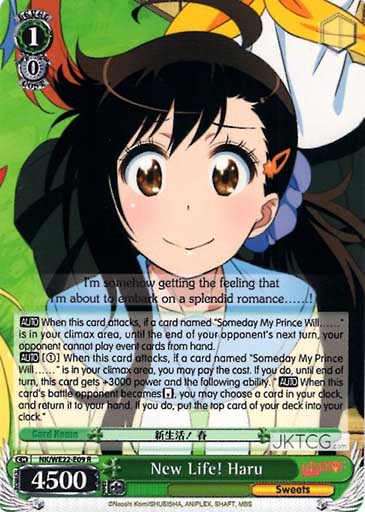 1
0
I'm somehow getting the feeling that
I'm about to embark on a splendid romance......!
AUTO When this card attacks, if a card named "Someday My Prince Will......"
is in your climax area, until the end of your opponent's next turn, your
opponent cannot play event cards from hand.
AUTO [(1)] When this card attacks, if a card named "Someday My Prince
Will......" is in your climax area, you may pay the cost. If you do, until end of
turn, this card gets +3000 power and the following ability. "AUTO When this
card's battle opponent becomes, you may choose a card in your clock,
and return it to your hand. If you do, put the top card of your deck into your
clock."
新生活! 春
JKTCG.com
NK/WE22-E09 R
New Life! Haru
4500
Sweets
©Naoshi Komi/SHUEISHA, ANIPLEX, SHAFT, MBS